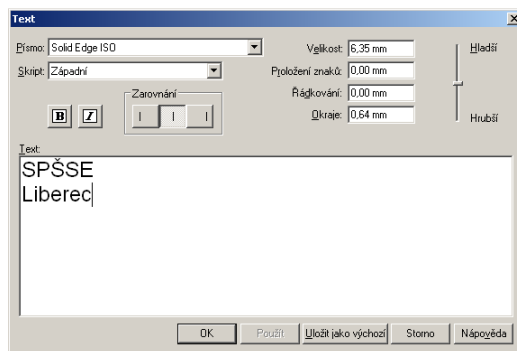 Text
Písmo: Solid Edge ISO
Velikost: 6,35 mm
Hladší
Skript: Západní
Proložení znaků: 0,00 mm
Zarovnání
Řádkování: 0,00 mm
B I
Okraje: 0,64 mm
Hrubší
Text:
SPŠSE
Liberec
OK Použít Uložit jako výchozí Storno Nápověda